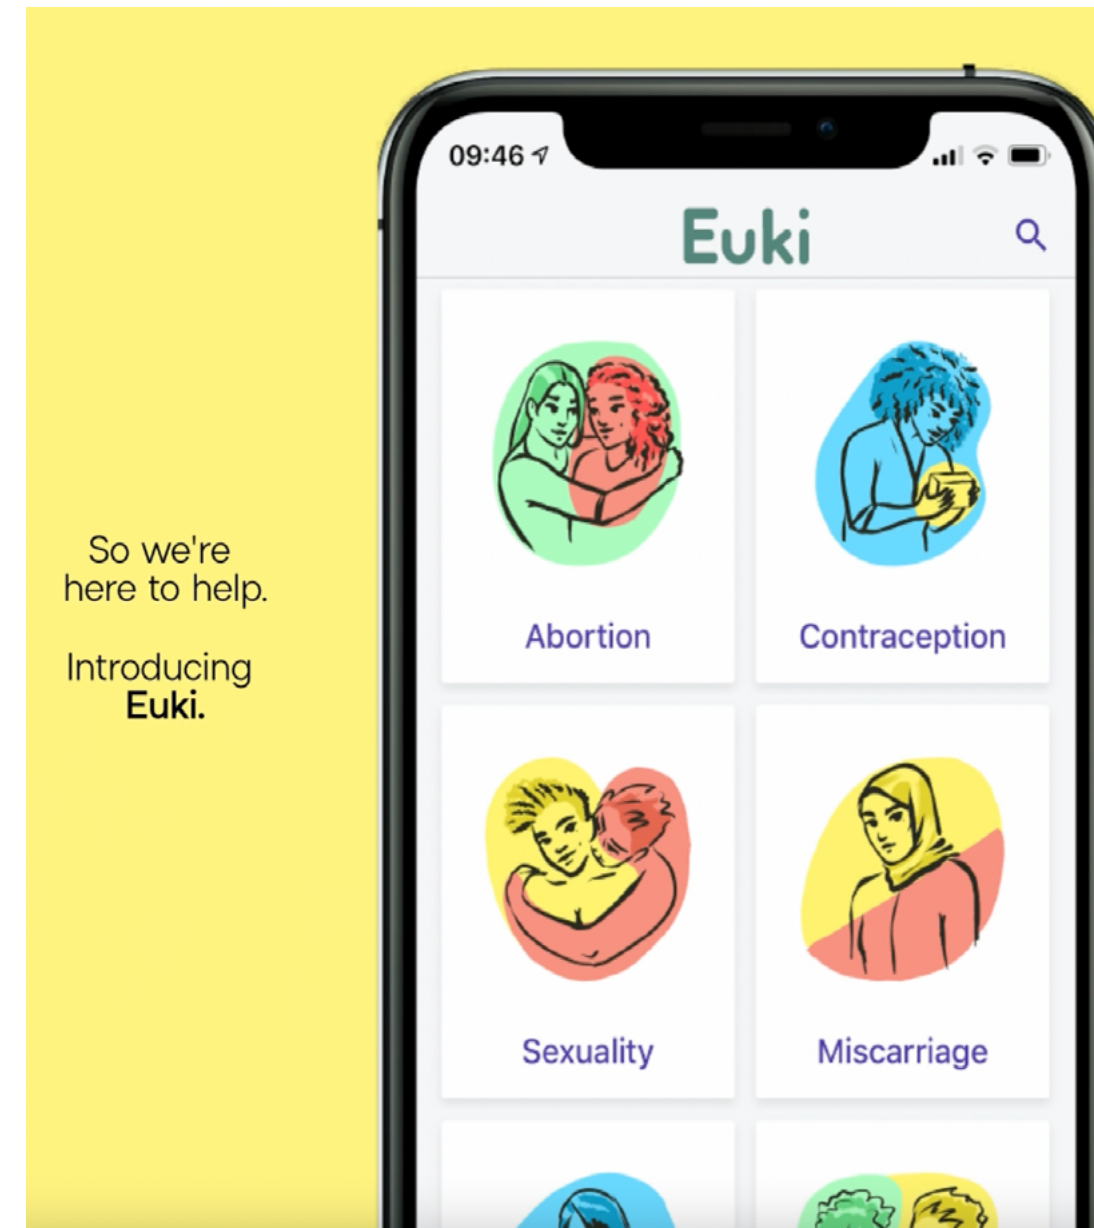 So we're
here to help.
Introducing
Euki.
09:46
Euki
Abortion
Contraception
Sexuality
Miscarriage